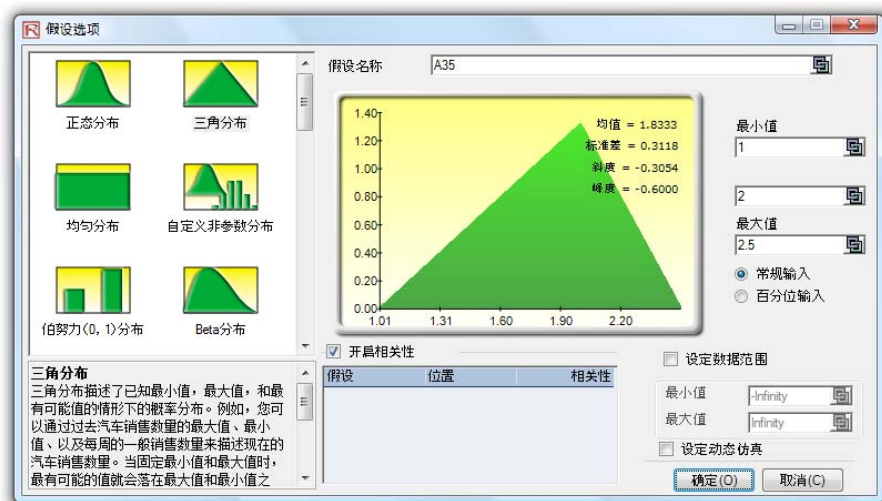 假设选项
正态分布
三角分布
均匀分布
自定义非参数分布
伯努力(0, 1)分布
Beta分布
三角分布
三角分布描述了已知最小值，最大值，和最
有可能值的情形下的概率分布。例如，您可
以通过过去汽车销售数量的最大值、最小
值、以及每周的一般销售数量来描述现在的
汽车销售数量。当固定最小值和最大值时，
最有可能的值就会落在最大值和最小值之
假设名称
A35
1.40
1.20
1.00
0.80
0.60
0.40
0.20
0.00
1.01
1.31
1.60
1.90
2.20
均值 = 1.8333
标准差 = 0.3118
斜度 = -0.3054
峰度 = -0.6000
最小值
1
2
最大值
2.5
常规输入
百分位输入
开启相关性
假设
位置
相关性
设定数据范围
最小值
-Infinity
最大值
Infinity
设定动态仿真
确定(O)
取消(C)